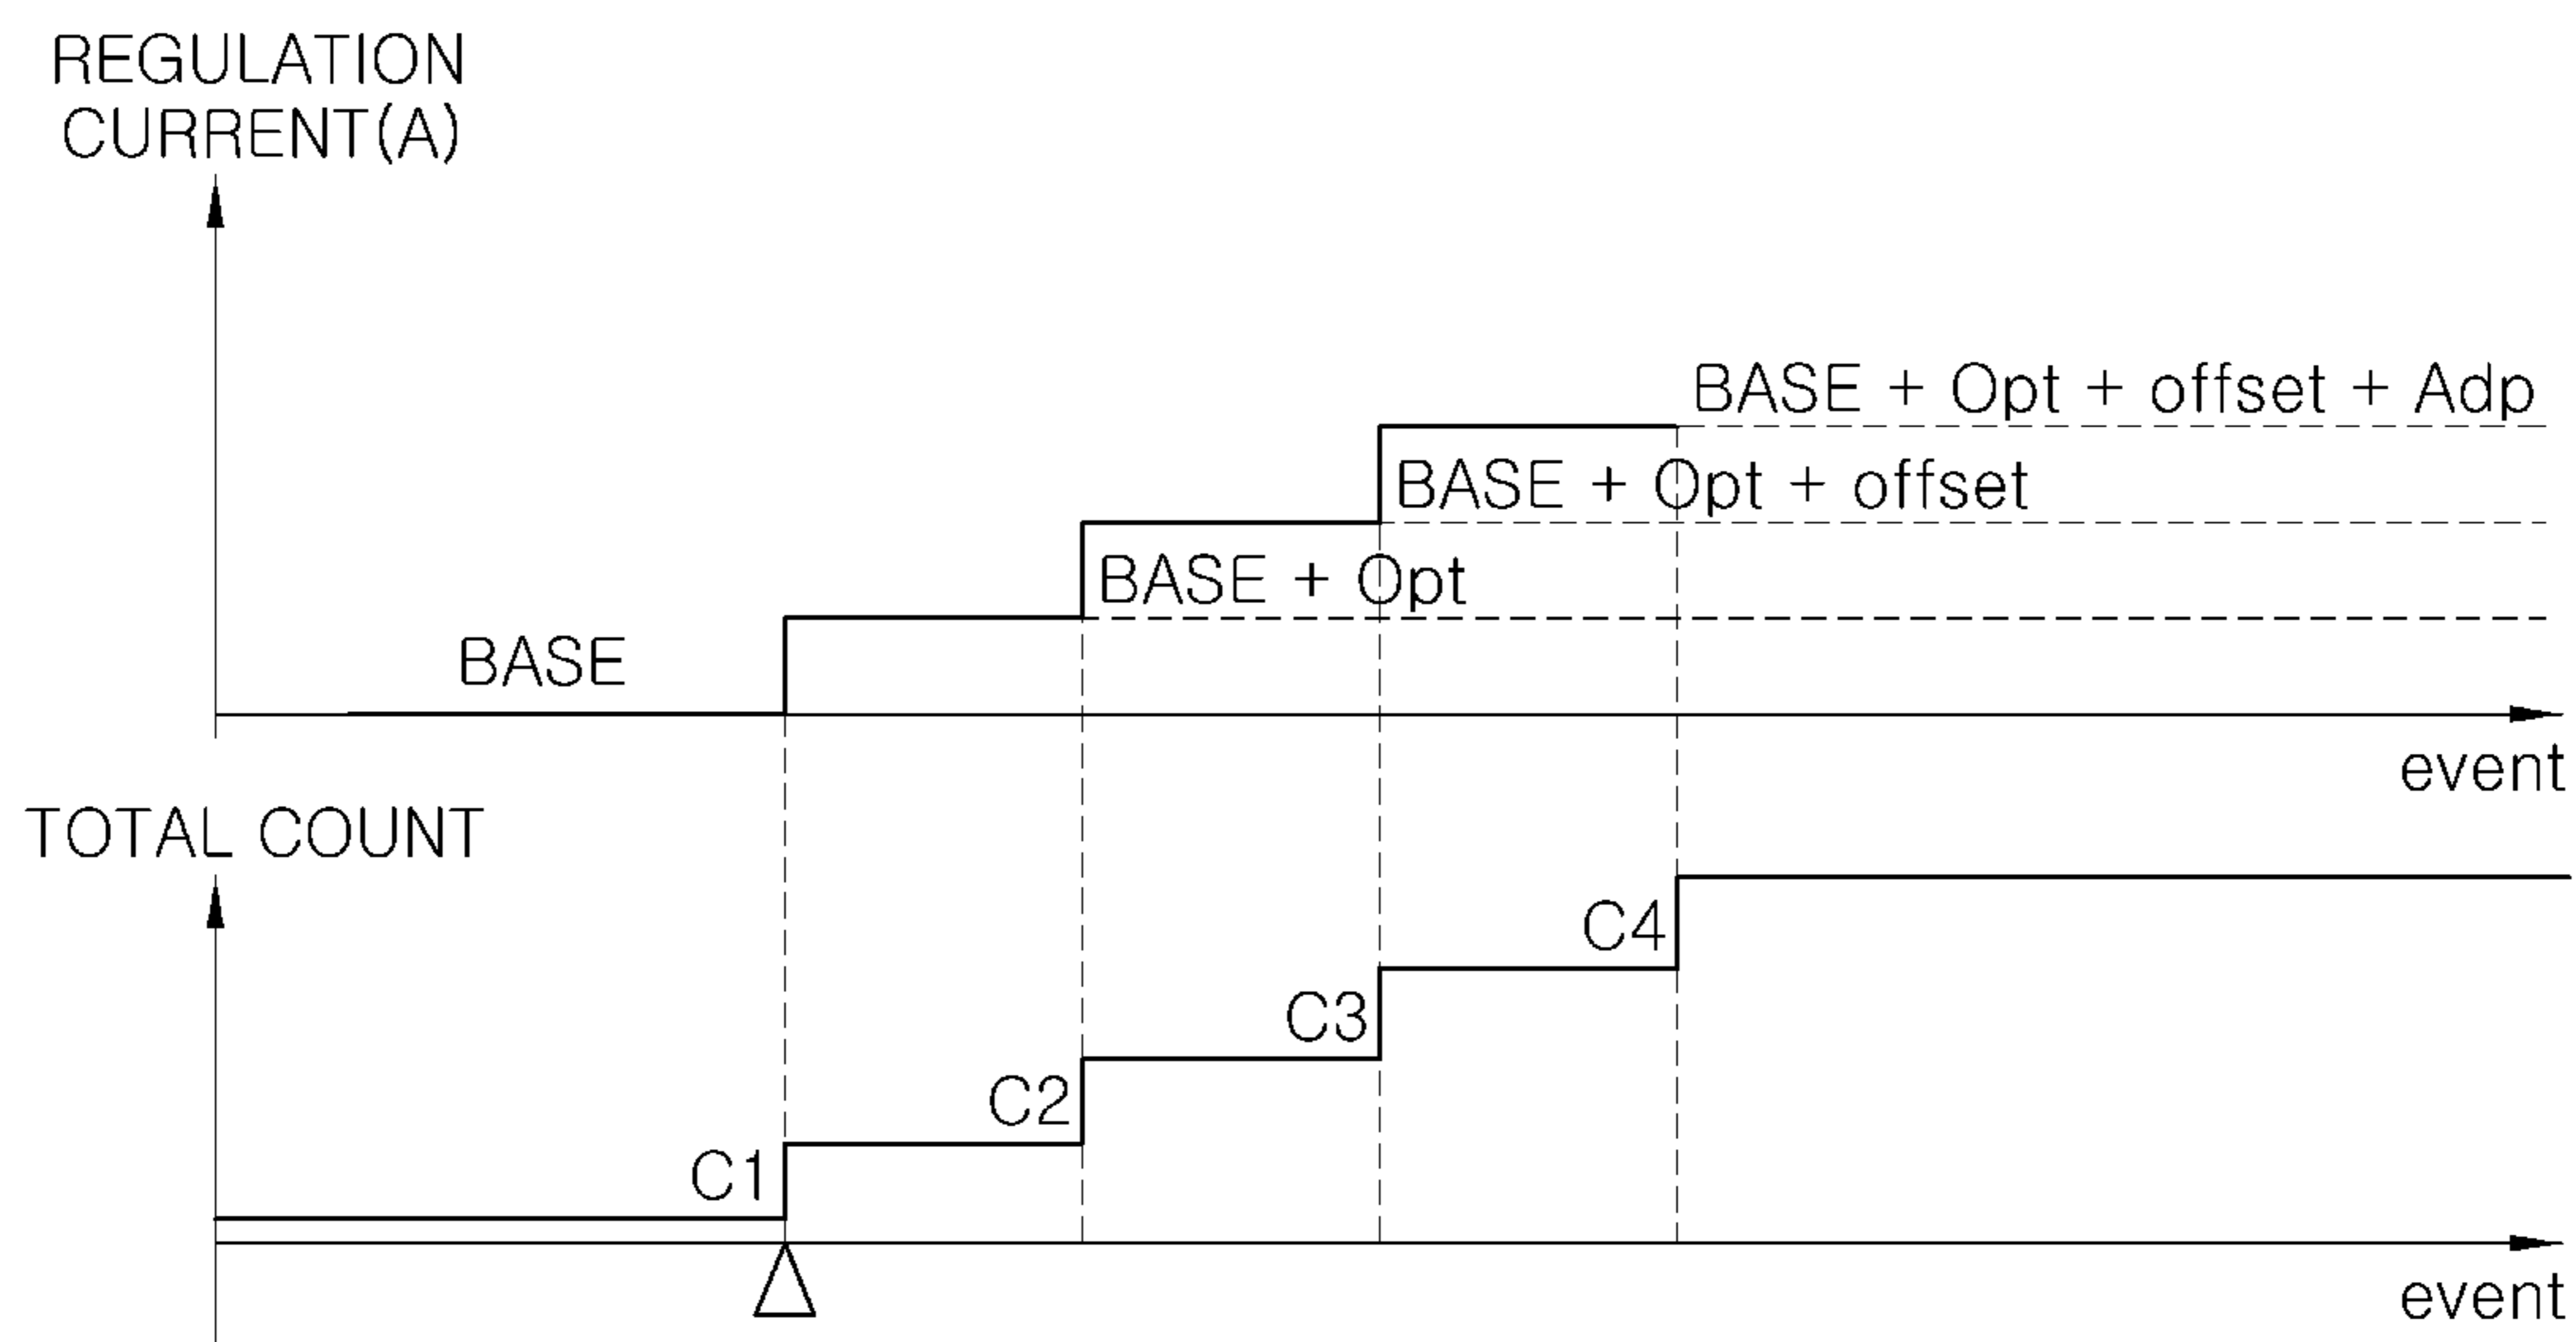 REGULATION
CURRENT(A)
BASE + Opt + offset + Adp
BASE + Opt + offset
BASE + Opt
BASE
event
TOTAL COUNT
C4
C3
C2
C1
event